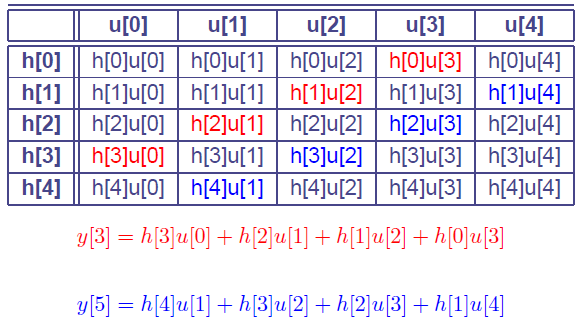 u[0] u[1] u[2] u[3] u[4]
h[0] h[0]u[0] h[0]u[1] h[0]u[2] h[0]u[3] h[0]u[4]
h[1] h[1]u[0] h[1]u[1] h[1]u[2] h[1]u[3] h[1]u[4]
h[2] h[2]u[0] h[2]u[1] h[2]u[2] h[2]u[3] h[2]u[4]
h[3] h[3]u[0] h[3]u[1] h[3]u[2] h[3]u[3] h[3]u[4]
h[4] h[4]u[0] h[4]u[1] h[4]u[2] h[4]u[3] h[4]u[4]
y[3] = h[3]u[0] + h[2]u[1] + h[1]u[2] + h[0]u[3]
y[5] = h[4]u[1] + h[3]u[2] + h[2]u[3] + h[1]u[4]